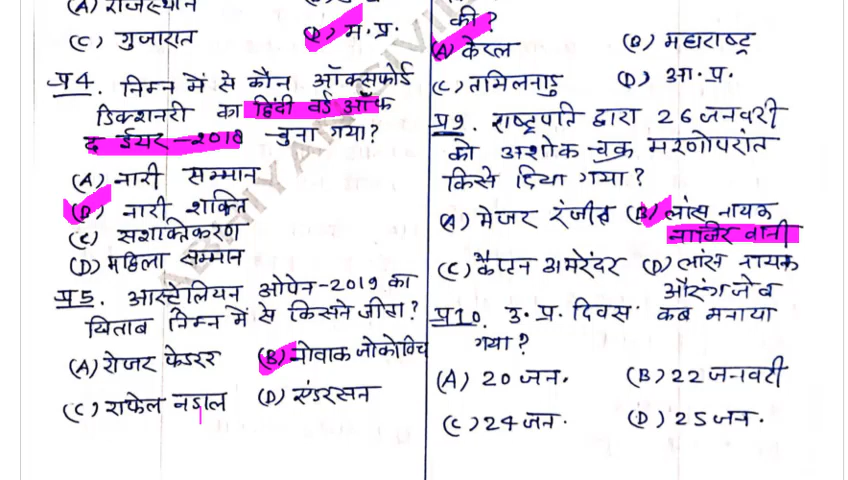 (A) राजस्थान
(C) गुजारात (D) म.प्र.
प्र4. निम्न में से कौन ऑक्सफोर्ड
डिक्शनरी का हिंदी वर्ड ऑफ
द ईयर-2018 चुना गया?
(A) नारी सम्मान
(B) नारी शक्ति
(C) सशक्तिकरण
(D) महिला सम्मान
प्र5. आस्ट्रेलियन ओपेन-2019 का
खिताब निम्न में से किसने जीता?
(A) रोजर फेडरर (B) नोवाक जोकोविच
(C) राफेल नडाल (D) एंडरसन
की?
(A) केरल (B) महाराष्ट्र
(C) तामिलनाडु (D) आ.प्र.
प्र9. राष्ट्रपति द्वारा 26 जनवरी
को अशोक-चक्र मरणोपरांत
किसे दिया गया?
(A) मेजर रंजीत (B) लांस नायक
नाजिर वानी
(C) कैप्टन अमरेंदर (D) लांस नायक
औरंगजेब
प्र10. उ.प्र. दिवस कब मनाया
गया?
(A) 20 जन. (B) 22 जनवरी
(C) 24 जन. (D) 25 जन.
ABHIYAN CIVIL